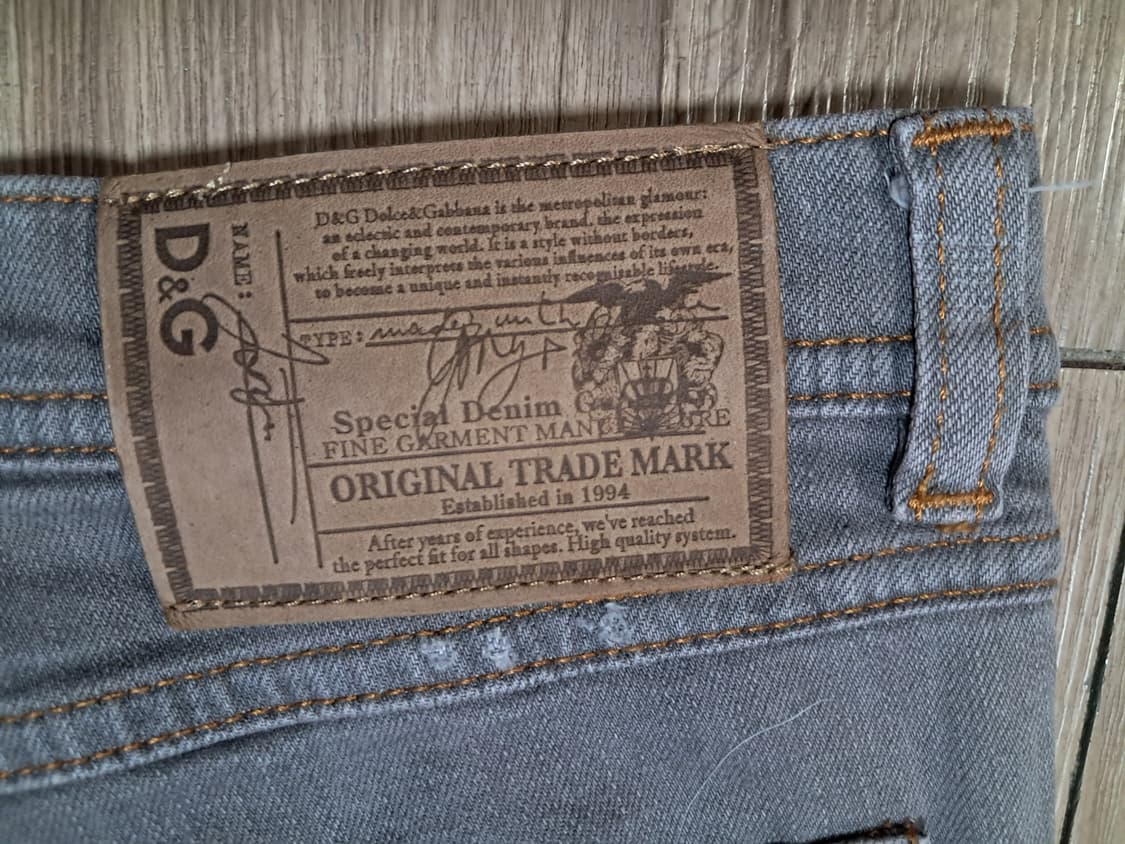 D&G
NAME:
D&G Dolce&Gabbana is the metropolitan glamour:
an eclectic and contemporary brand, the expression
of a changing world. It is a style without borders,
which freely interprets the various influences of its own era,
to become a unique and instantly recognisable lifestyle.
TYPE: made with
Special Denim
FINE GARMENT
ORIGINAL TRADE MARK
Established in 1994
After years of experience, we've reached
the perfect fit for all shapes. High quality system.